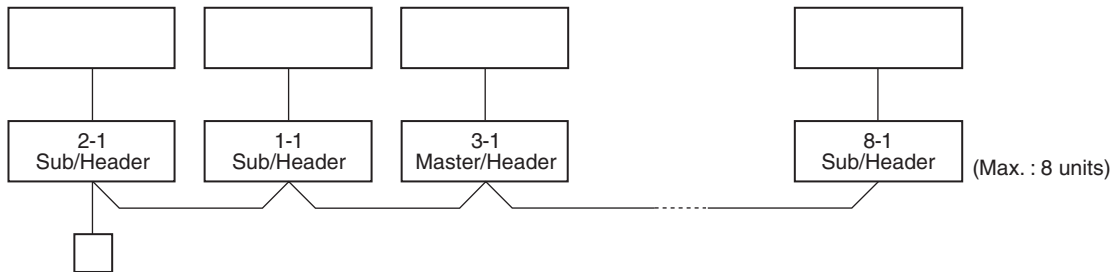 2-1
Sub/Header
1-1
Sub/Header
3-1
Master/Header
8-1
Sub/Header
(Max. : 8 units)